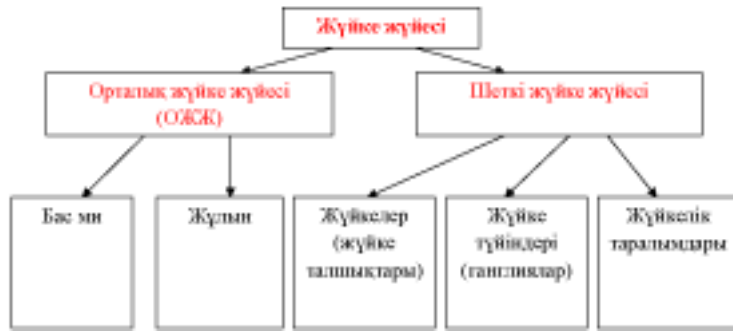 Жүйке жүйесі
Орталық жүйке жүйесі
(ОЖЖ)
Шеткі жүйке жүйесі
Бас ми
Жұлын
Жүйкелер
(жүйке
талшықтары)
Жүйке
түйіндері
(ганглиялар)
Жүйкелік
таралымдары